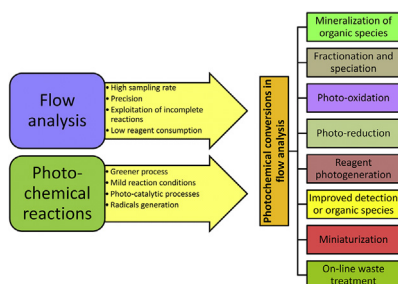 Flow
analysis
• High sampling rate
• Precision
• Exploitation of incomplete
reactions
• Low reagent consumption
Photo-
chemical
reactions
• Greener process
• Mild reaction conditions
• Photo-catalytic processes
• Radicals generation
Photochemical conversions in
flow analysis
Mineralization of
organic species
Fractionation and
speciation
Photo-oxidation
Photo-reduction
Reagent
photogeneration
Improved detection
or organic species
Miniaturization
On-line waste
treatment